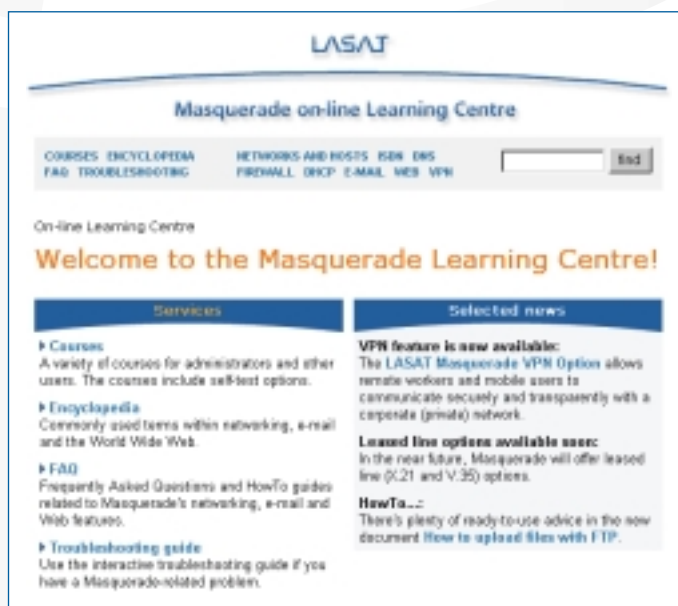 LASAT
Masquerade on-line Learning Centre
COURSES ENCYCLOPEDIA
FAQ TROUBLESHOOTING
NETWORKS AND HOSTS ISDN DNS
FIREWALL DHCP E-MAIL WEB VPN
find
On-line Learning Centre
Welcome to the Masquerade Learning Centre!
Services
Courses
A variety of courses for administrators and other
users. The courses include self-test options.
Encyclopedia
Commonly used terms within networking, e-mail
and the World Wide Web.
FAQ
Frequently Asked Questions and HowTo guides
related to Masquerade's networking, e-mail and
Web features.
Troubleshooting guide
Use the interactive troubleshooting guide if you
have a Masquerade-related problem.
Selected news
VPN feature is now available:
The LASAT Masquerade VPN Option allows
remote workers and mobile users to
communicate securely and transparently with a
corporate (private) network.
Leased line options available soon:
In the near future, Masquerade will offer leased
line (X.21 and V.35) options.
HowTo...:
There's plenty of ready-to-use advice in the new
document How to upload files with FTP.